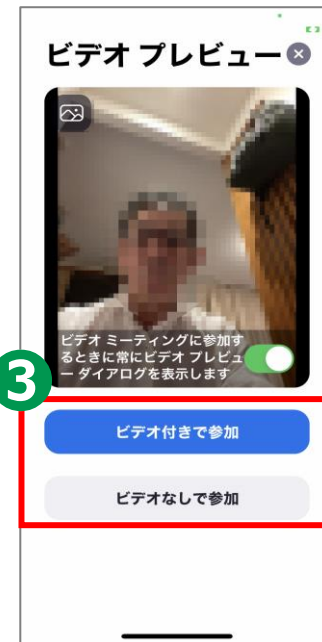 ビデオ プレビュー
ビデオ ミーティングに参加す
るときに常にビデオ プレビュ
ー ダイアログを表示します
3
ビデオ付きで参加
ビデオなしで参加